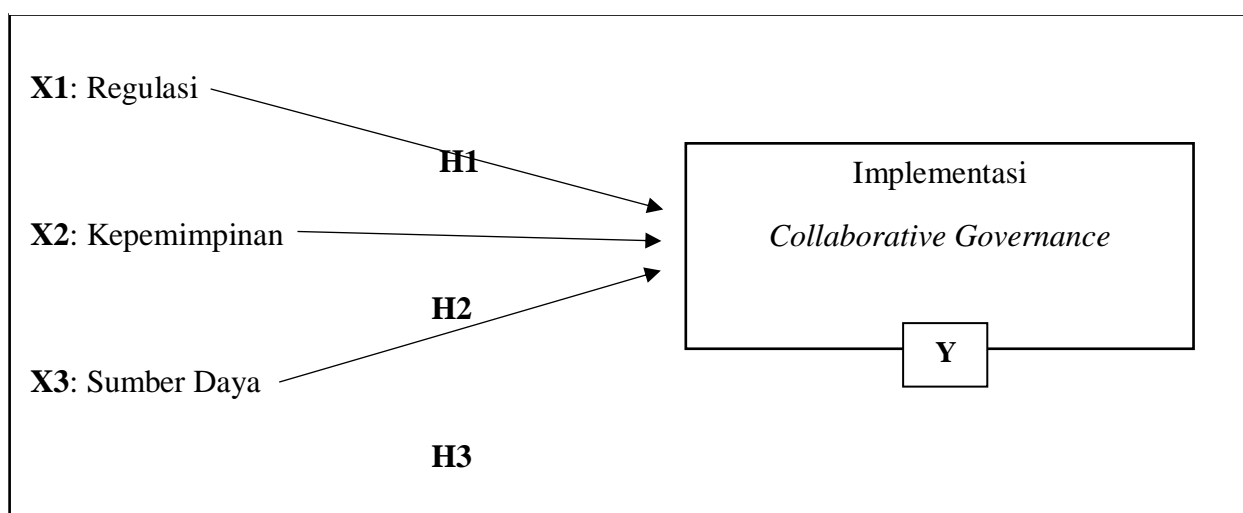 X1: Regulasi
H1
X2: Kepemimpinan
H2
X3: Sumber Daya
H3
Implementasi
Collaborative Governance
Y